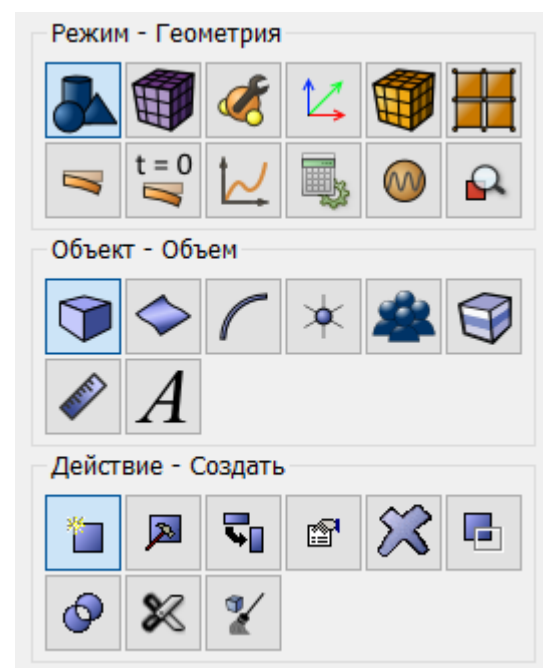 Режим - Геометрия
t = 0
Объект - Объем
A
Действие - Создать